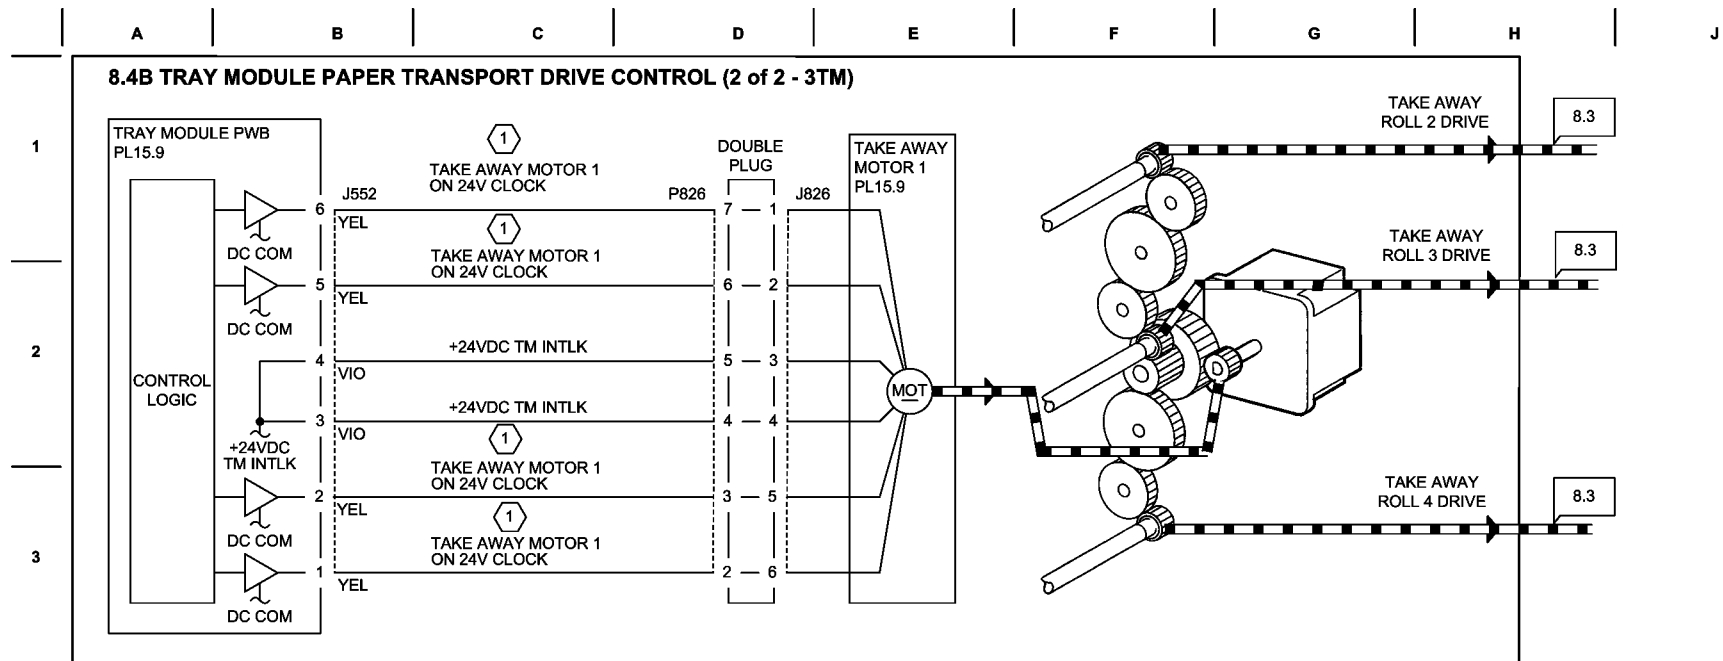 A B C D E F G H J
8.4B TRAY MODULE PAPER TRANSPORT DRIVE CONTROL (2 of 2 - 3TM)
1
2
3
TRAY MODULE PWB
PL15.9
CONTROL
LOGIC
DC COM
DC COM
+24VDC
TM INTLK
DC COM
DC COM
6
5
4
3
2
1
J552
YEL
YEL
VIO
VIO
YEL
YEL
1
TAKE AWAY MOTOR 1
ON 24V CLOCK
1
TAKE AWAY MOTOR 1
ON 24V CLOCK
+24VDC TM INTLK
+24VDC TM INTLK
1
TAKE AWAY MOTOR 1
ON 24V CLOCK
1
TAKE AWAY MOTOR 1
ON 24V CLOCK
DOUBLE
PLUG
P826
J826
7 — 1
6 — 2
5 — 3
4 — 4
3 — 5
2 — 6
TAKE AWAY
MOTOR 1
PL15.9
MOT
TAKE AWAY
ROLL 2 DRIVE
8.3
TAKE AWAY
ROLL 3 DRIVE
8.3
TAKE AWAY
ROLL 4 DRIVE
8.3